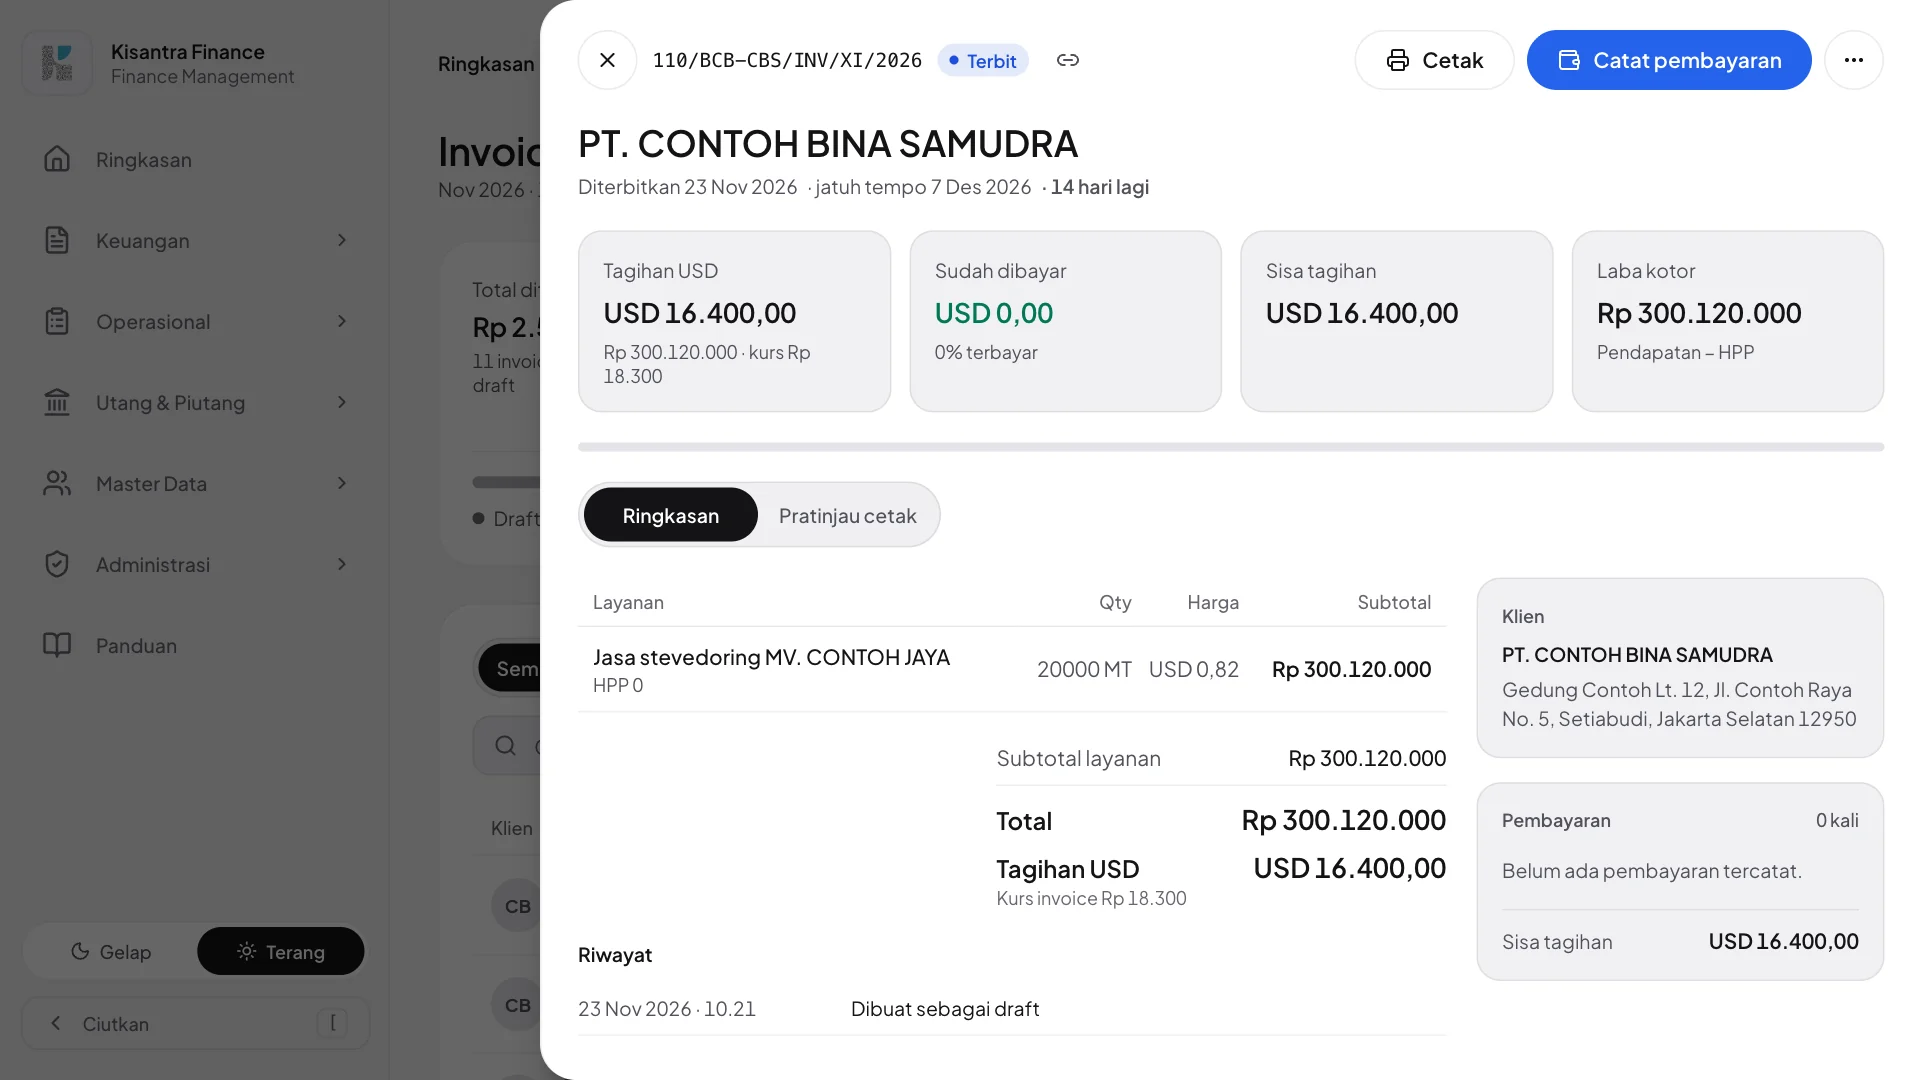 Kisantra Finance
Finance Management
Ringkasan
Keuangan
Operasional
Utang & Piutang
Master Data
Administrasi
Panduan
Gelap
Terang
Ciutkan
[
Ringkasan
Nov 2026 ·
Total
Rp 2.5
11
draft
Draft
Klien
CB
CB
110/BCB-CBS/INV/XI/2026
Terbit
Cetak
Catat pembayaran
PT. CONTOH BINA SAMUDRA
Diterbitkan 23 Nov 2026 · jatuh tempo 7 Des 2026 · 14 hari lagi
Tagihan USD
USD 16.400,00
Rp 300.120.000 · kurs Rp
18.300
Sudah dibayar
USD 0,00
0% terbayar
Sisa tagihan
USD 16.400,00
Laba kotor
Rp 300.120.000
Pendapatan – HPP
Ringkasan
Pratinjau cetak
Layanan Qty Harga Subtotal
Jasa stevedoring MV. CONTOH JAYA
HPP 0
20000 MT USD 0,82 Rp 300.120.000
Subtotal layanan Rp 300.120.000
Total Rp 300.120.000
Tagihan USD USD 16.400,00
Kurs invoice Rp 18.300
Riwayat
23 Nov 2026 · 10.21 Dibuat sebagai draft
Klien
PT. CONTOH BINA SAMUDRA
Gedung Contoh Lt. 12, Jl. Contoh Raya
No. 5, Setiabudi, Jakarta Selatan 12950
Pembayaran 0 kali
Belum ada pembayaran tercatat.
Sisa tagihan USD 16.400,00